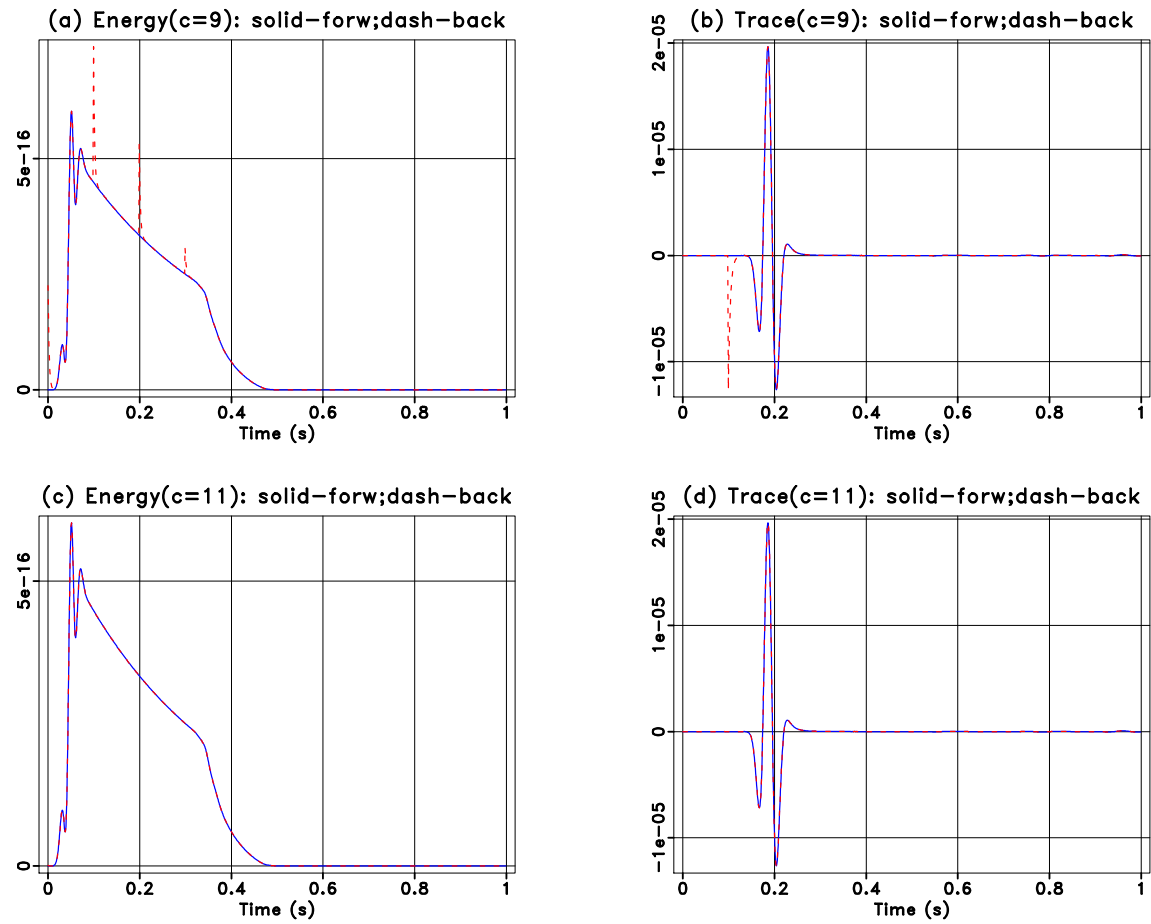 (a) Energy(c=9): solid-forw;dash-back
5e-16
0
0 0.2 0.4 0.6 0.8 1
Time (s)
(b) Trace(c=9): solid-forw;dash-back
2e-05
1e-05
0
-1e-05
0 0.2 0.4 0.6 0.8 1
Time (s)
(c) Energy(c=11): solid-forw;dash-back
5e-16
0
0 0.2 0.4 0.6 0.8 1
Time (s)
(d) Trace(c=11): solid-forw;dash-back
2e-05
1e-05
0
-1e-05
0 0.2 0.4 0.6 0.8 1
Time (s)